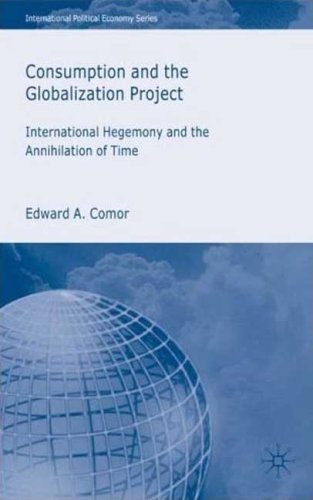 International Political Economy Series
Consumption and the
Globalization Project
International Hegemony and the
Annihilation of Time
Edward A. Comor